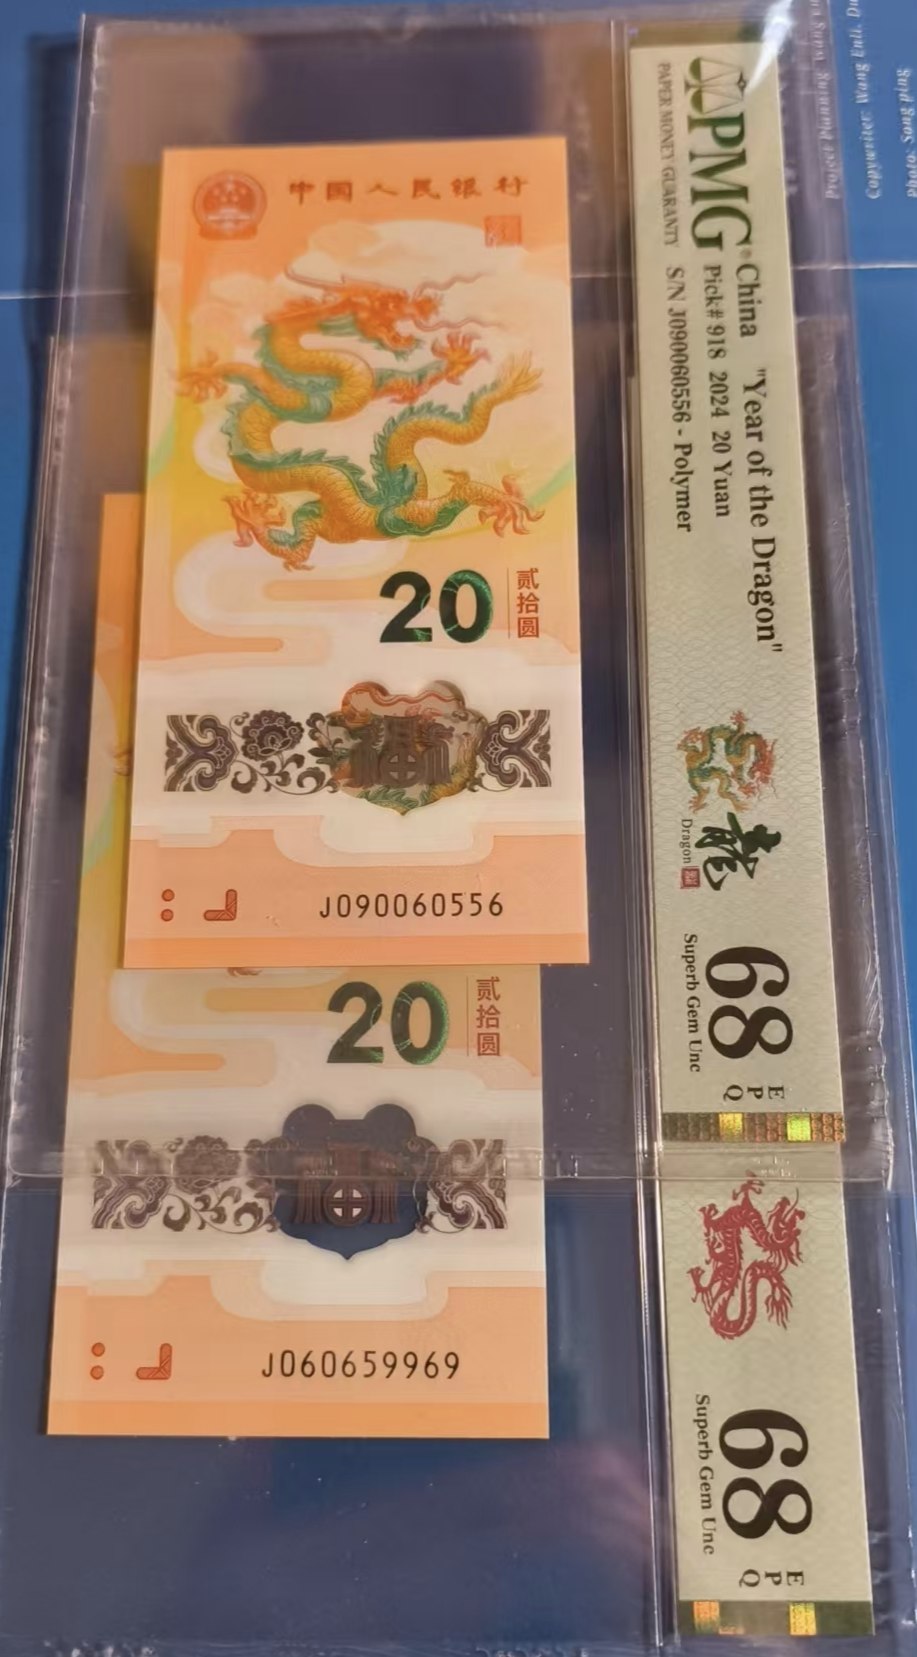 中国人民银行
20
贰拾圆
J090060556
20
贰拾圆
J060659969
PMG
PAPER MONEY GUARANTY
China "Year of the Dragon"
Pick# 918 2024 20 Yuan
S/N J090060556 - Polymer
龍
Dragon
68
Superb Gem Unc
E
P
Q
68
Superb Gem Unc
E
P
Q